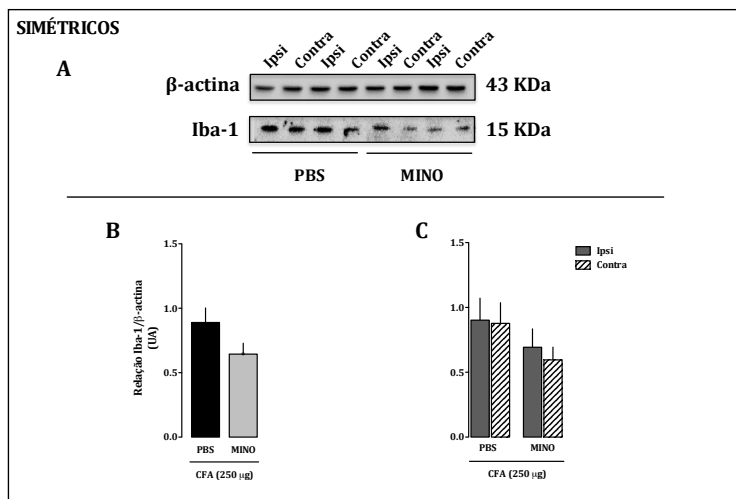 SIMÉTRICOS
A
Ipsi Contra Ipsi Contra Ipsi Contra Ipsi Contra
β-actina 43 KDa
Iba-1 15 KDa
PBS MINO
B
Relação Iba-1/β-actina
(UA)
1.5
1.0
0.5
0.0
PBS MINO
CFA (250 μg)
C
Ipsi
Contra
1.5
1.0
0.5
0.0
PBS MINO
CFA (250 μg)